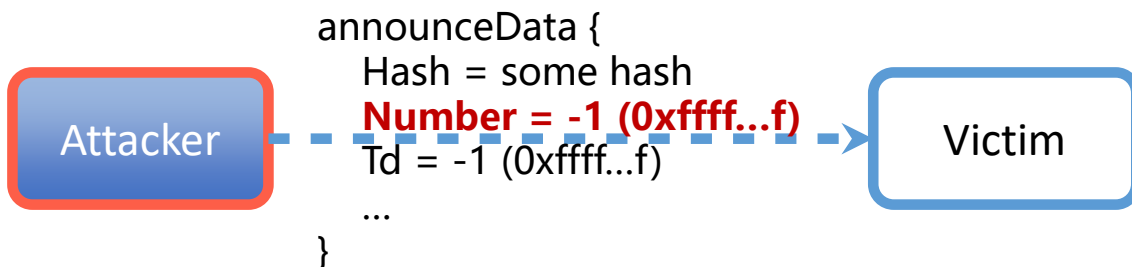 announceData {
Hash = some hash
Number = -1 (0xffff...f)
Td = -1 (0xffff...f)
...
}
Attacker
Victim